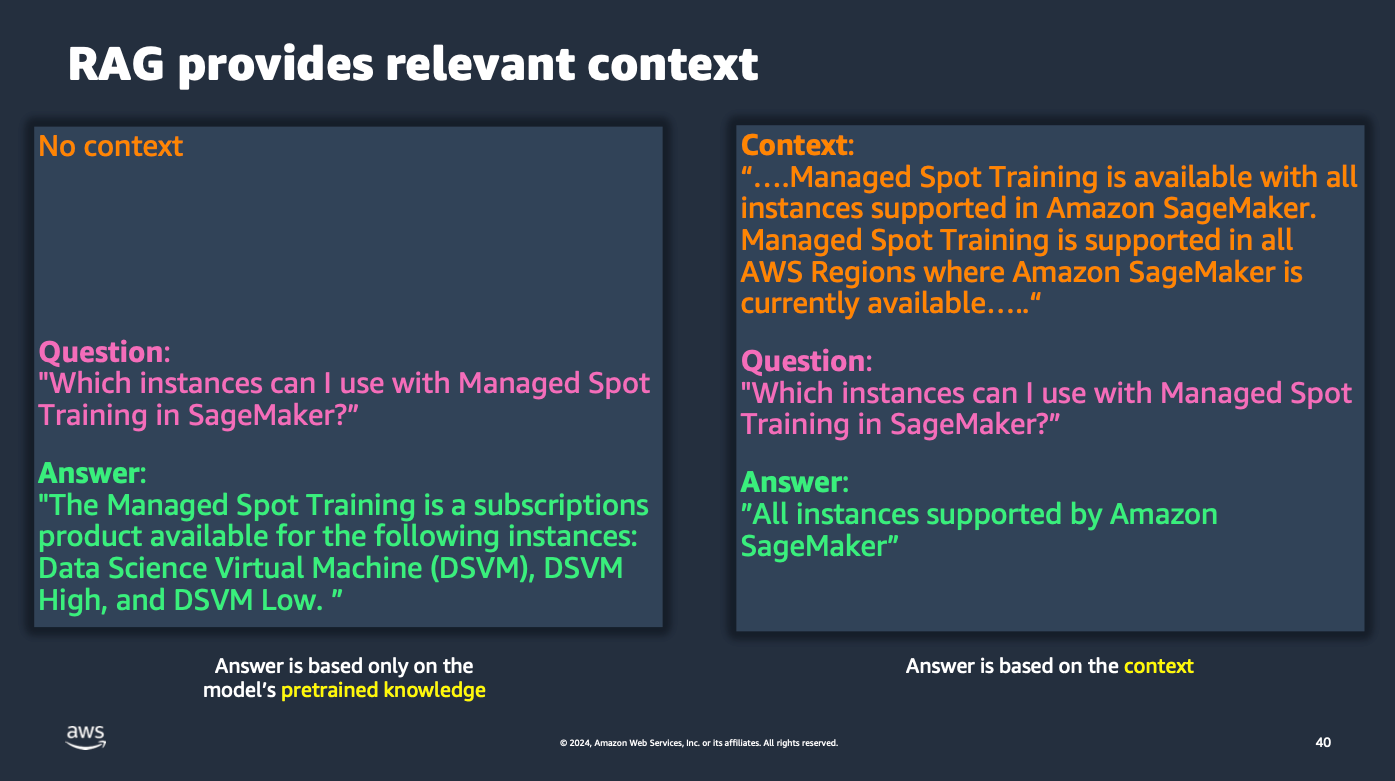 RAG provides relevant context
No context
Question:
"Which instances can I use with Managed Spot
Training in SageMaker?”
Answer:
"The Managed Spot Training is a subscriptions
product available for the following instances:
Data Science Virtual Machine (DSVM), DSVM
High, and DSVM Low. ”
Answer is based only on the
model’s pretrained knowledge
Context:
“….Managed Spot Training is available with all
instances supported in Amazon SageMaker.
Managed Spot Training is supported in all
AWS Regions where Amazon SageMaker is
currently available…..“
Question:
"Which instances can I use with Managed Spot
Training in SageMaker?”
Answer:
”All instances supported by Amazon
SageMaker”
Answer is based on the context
aws
© 2024, Amazon Web Services, Inc. or its affiliates. All rights reserved.
40